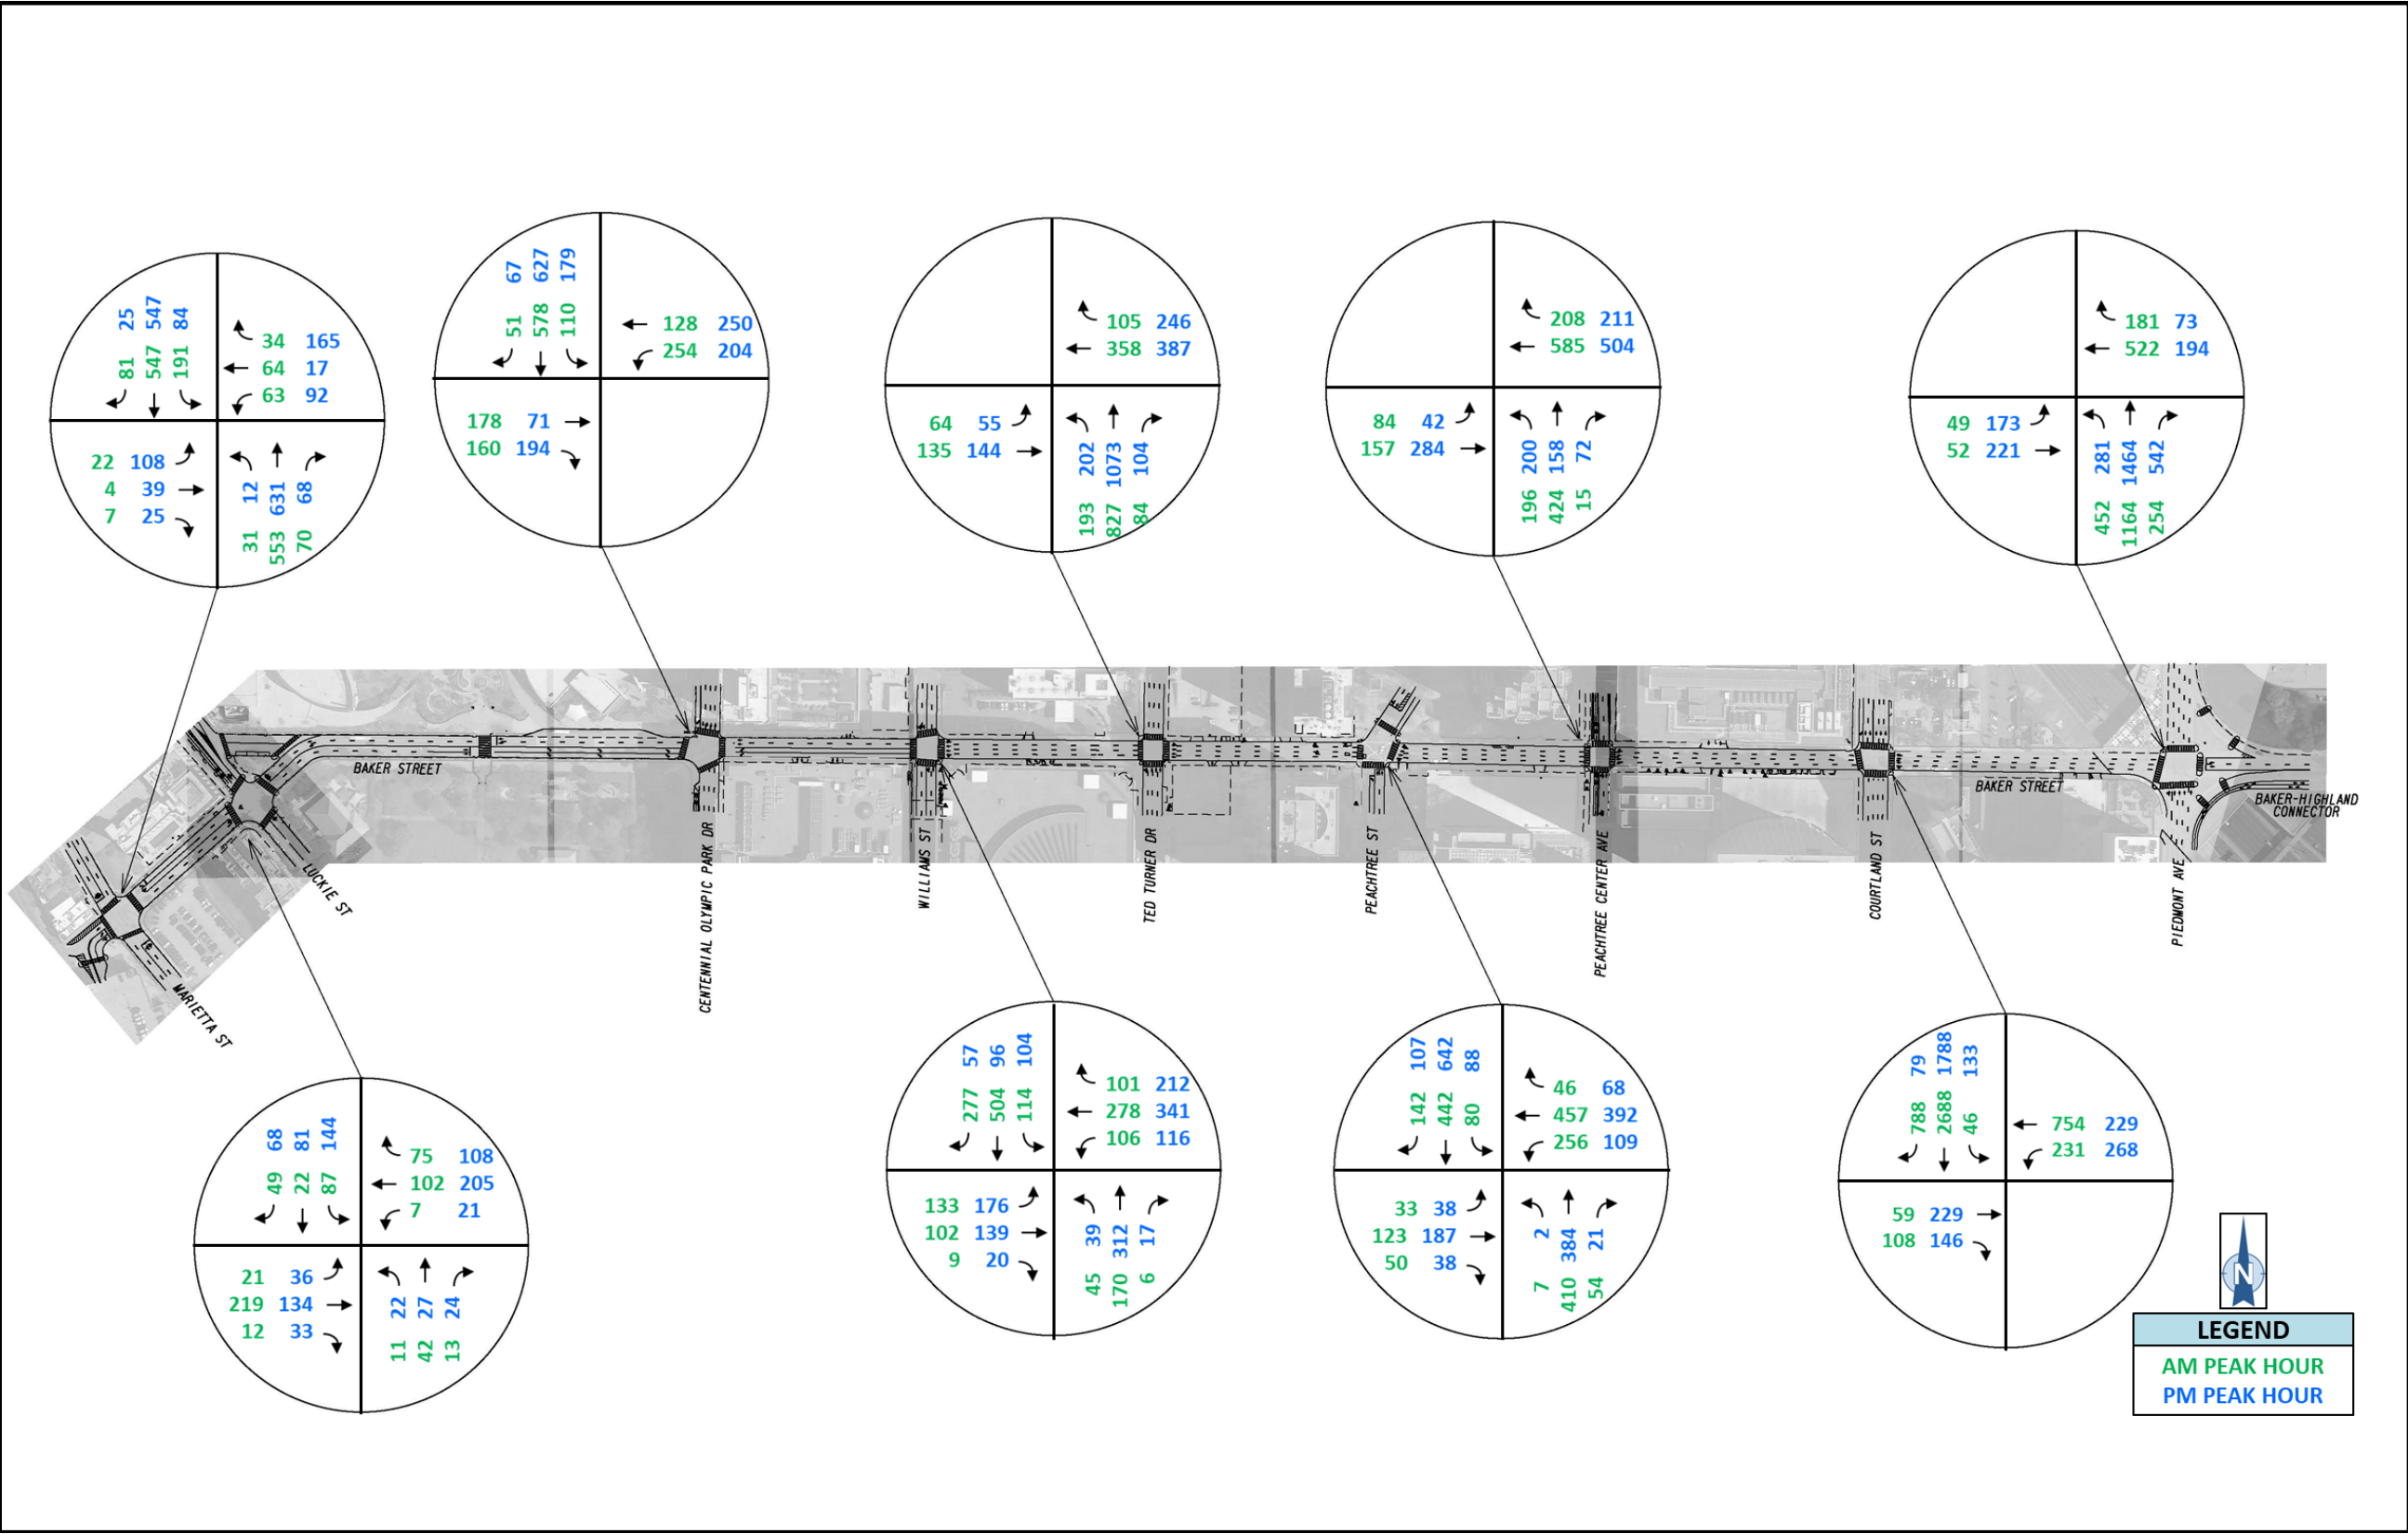 25 547 84
81 547 191
34 165
64 17
63 92
22 108
4 39
7 25
12 631 68
31 553 70
67 627 179
51 578 110
128 250
254 204
178 71
160 194
105 246
358 387
64 55
135 144
202 1073 104
193 827 84
208 211
585 504
84 42
157 284
200 158 72
196 424 15
181 73
522 194
49 173
52 221
281 1464 542
452 1164 254
BAKER STREET
BAKER STREET
BAKER-HIGHLAND
CONNECTOR
MARIETTA ST
LUCKIE ST
CENTENNIAL OLYMPIC PARK DR
WILLIAMS ST
TED TURNER DR
PEACHTREE ST
PEACHTREE CENTER AVE
COURTLAND ST
PIEDMONT AVE
68 81 144
49 22 87
75 108
102 205
7 21
21 36
219 134
12 33
22 27 24
11 42 13
57 96 104
277 504 114
101 212
278 341
106 116
133 176
102 139
9 20
39 312 17
45 170 6
107 642 88
142 442 80
46 68
457 392
256 109
33 38
123 187
50 38
2 384 21
7 410 54
79 1788 133
788 2688 46
754 229
231 268
59 229
108 146
N
LEGEND
AM PEAK HOUR
PM PEAK HOUR